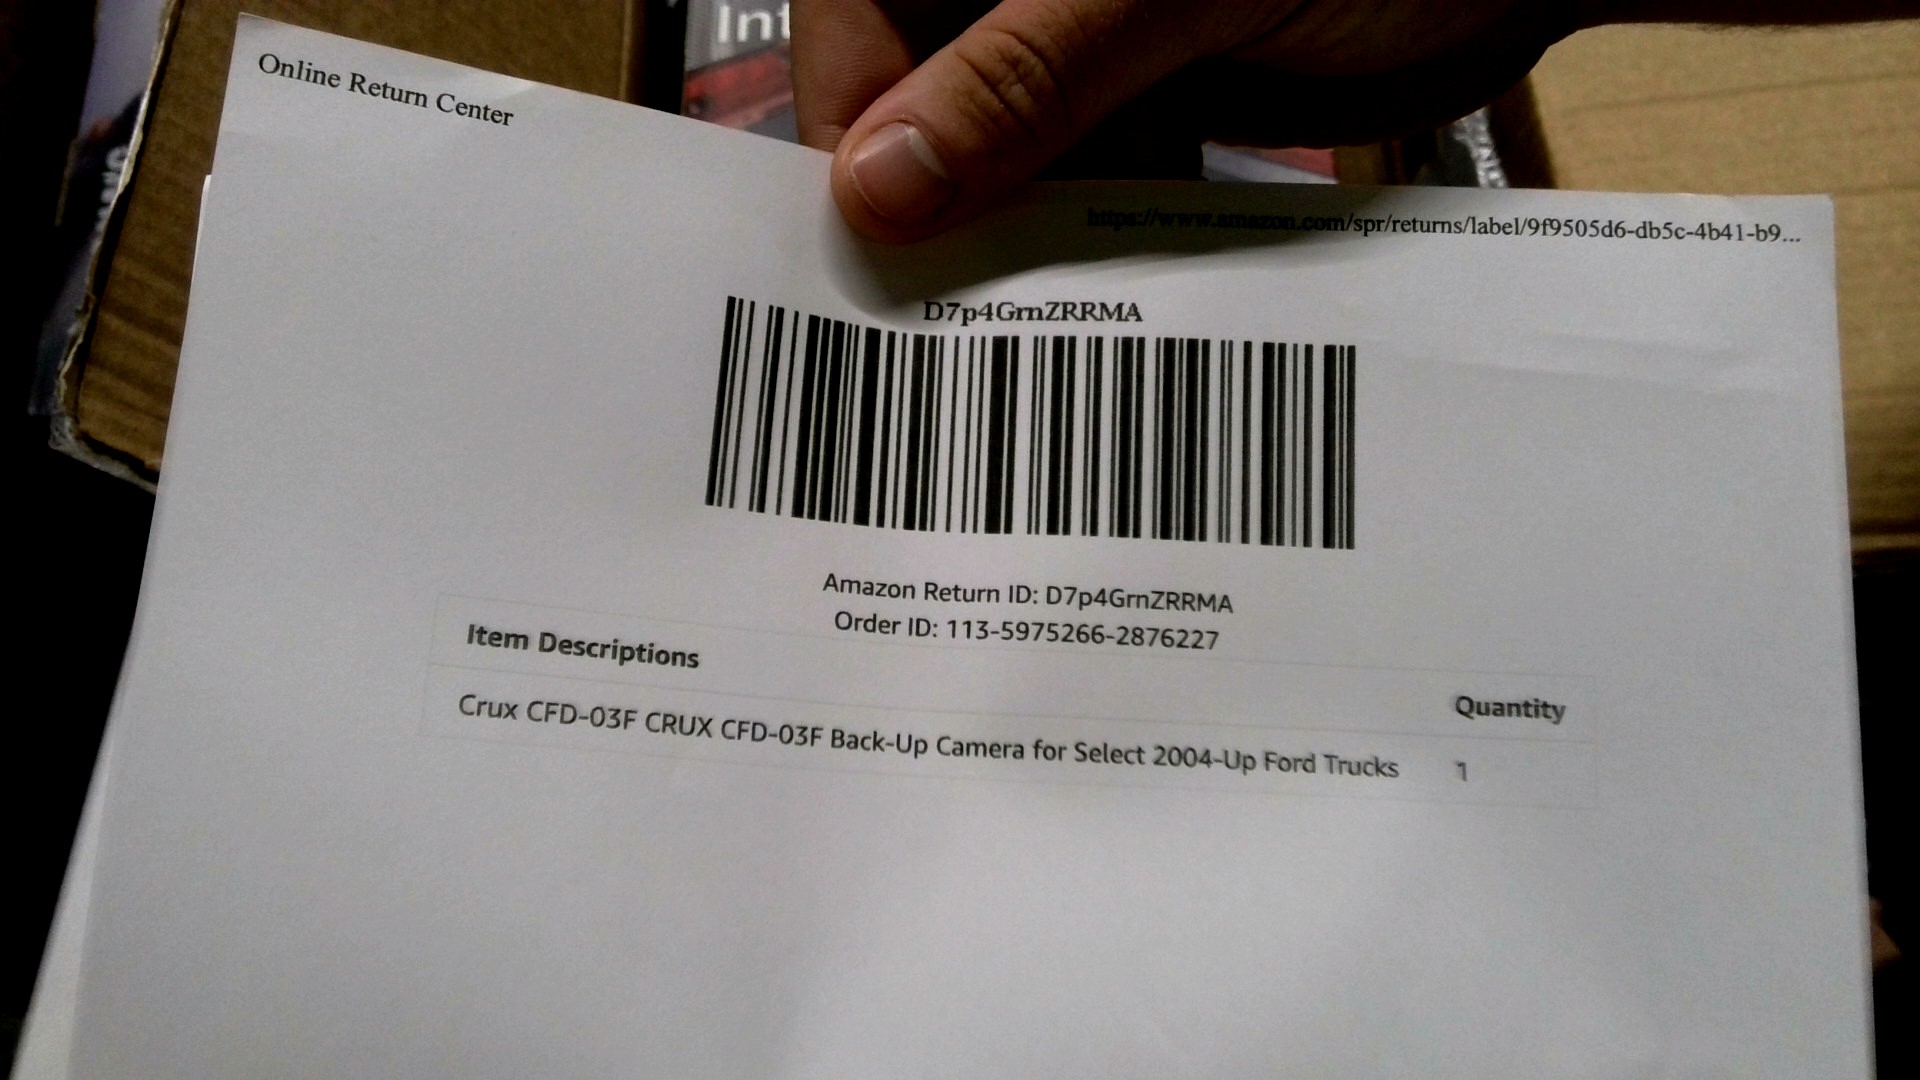 Int
Online Return Center
https://www.amazon.com/spr/returns/label/9f9505d6-db5c-4b41-b9...
D7p4GrnZRRMA
Amazon Return ID: D7p4GrnZRRMA
Order ID: 113-5975266-2876227
Item Descriptions
Quantity
Crux CFD-03F CRUX CFD-03F Back-Up Camera for Select 2004-Up Ford Trucks 1